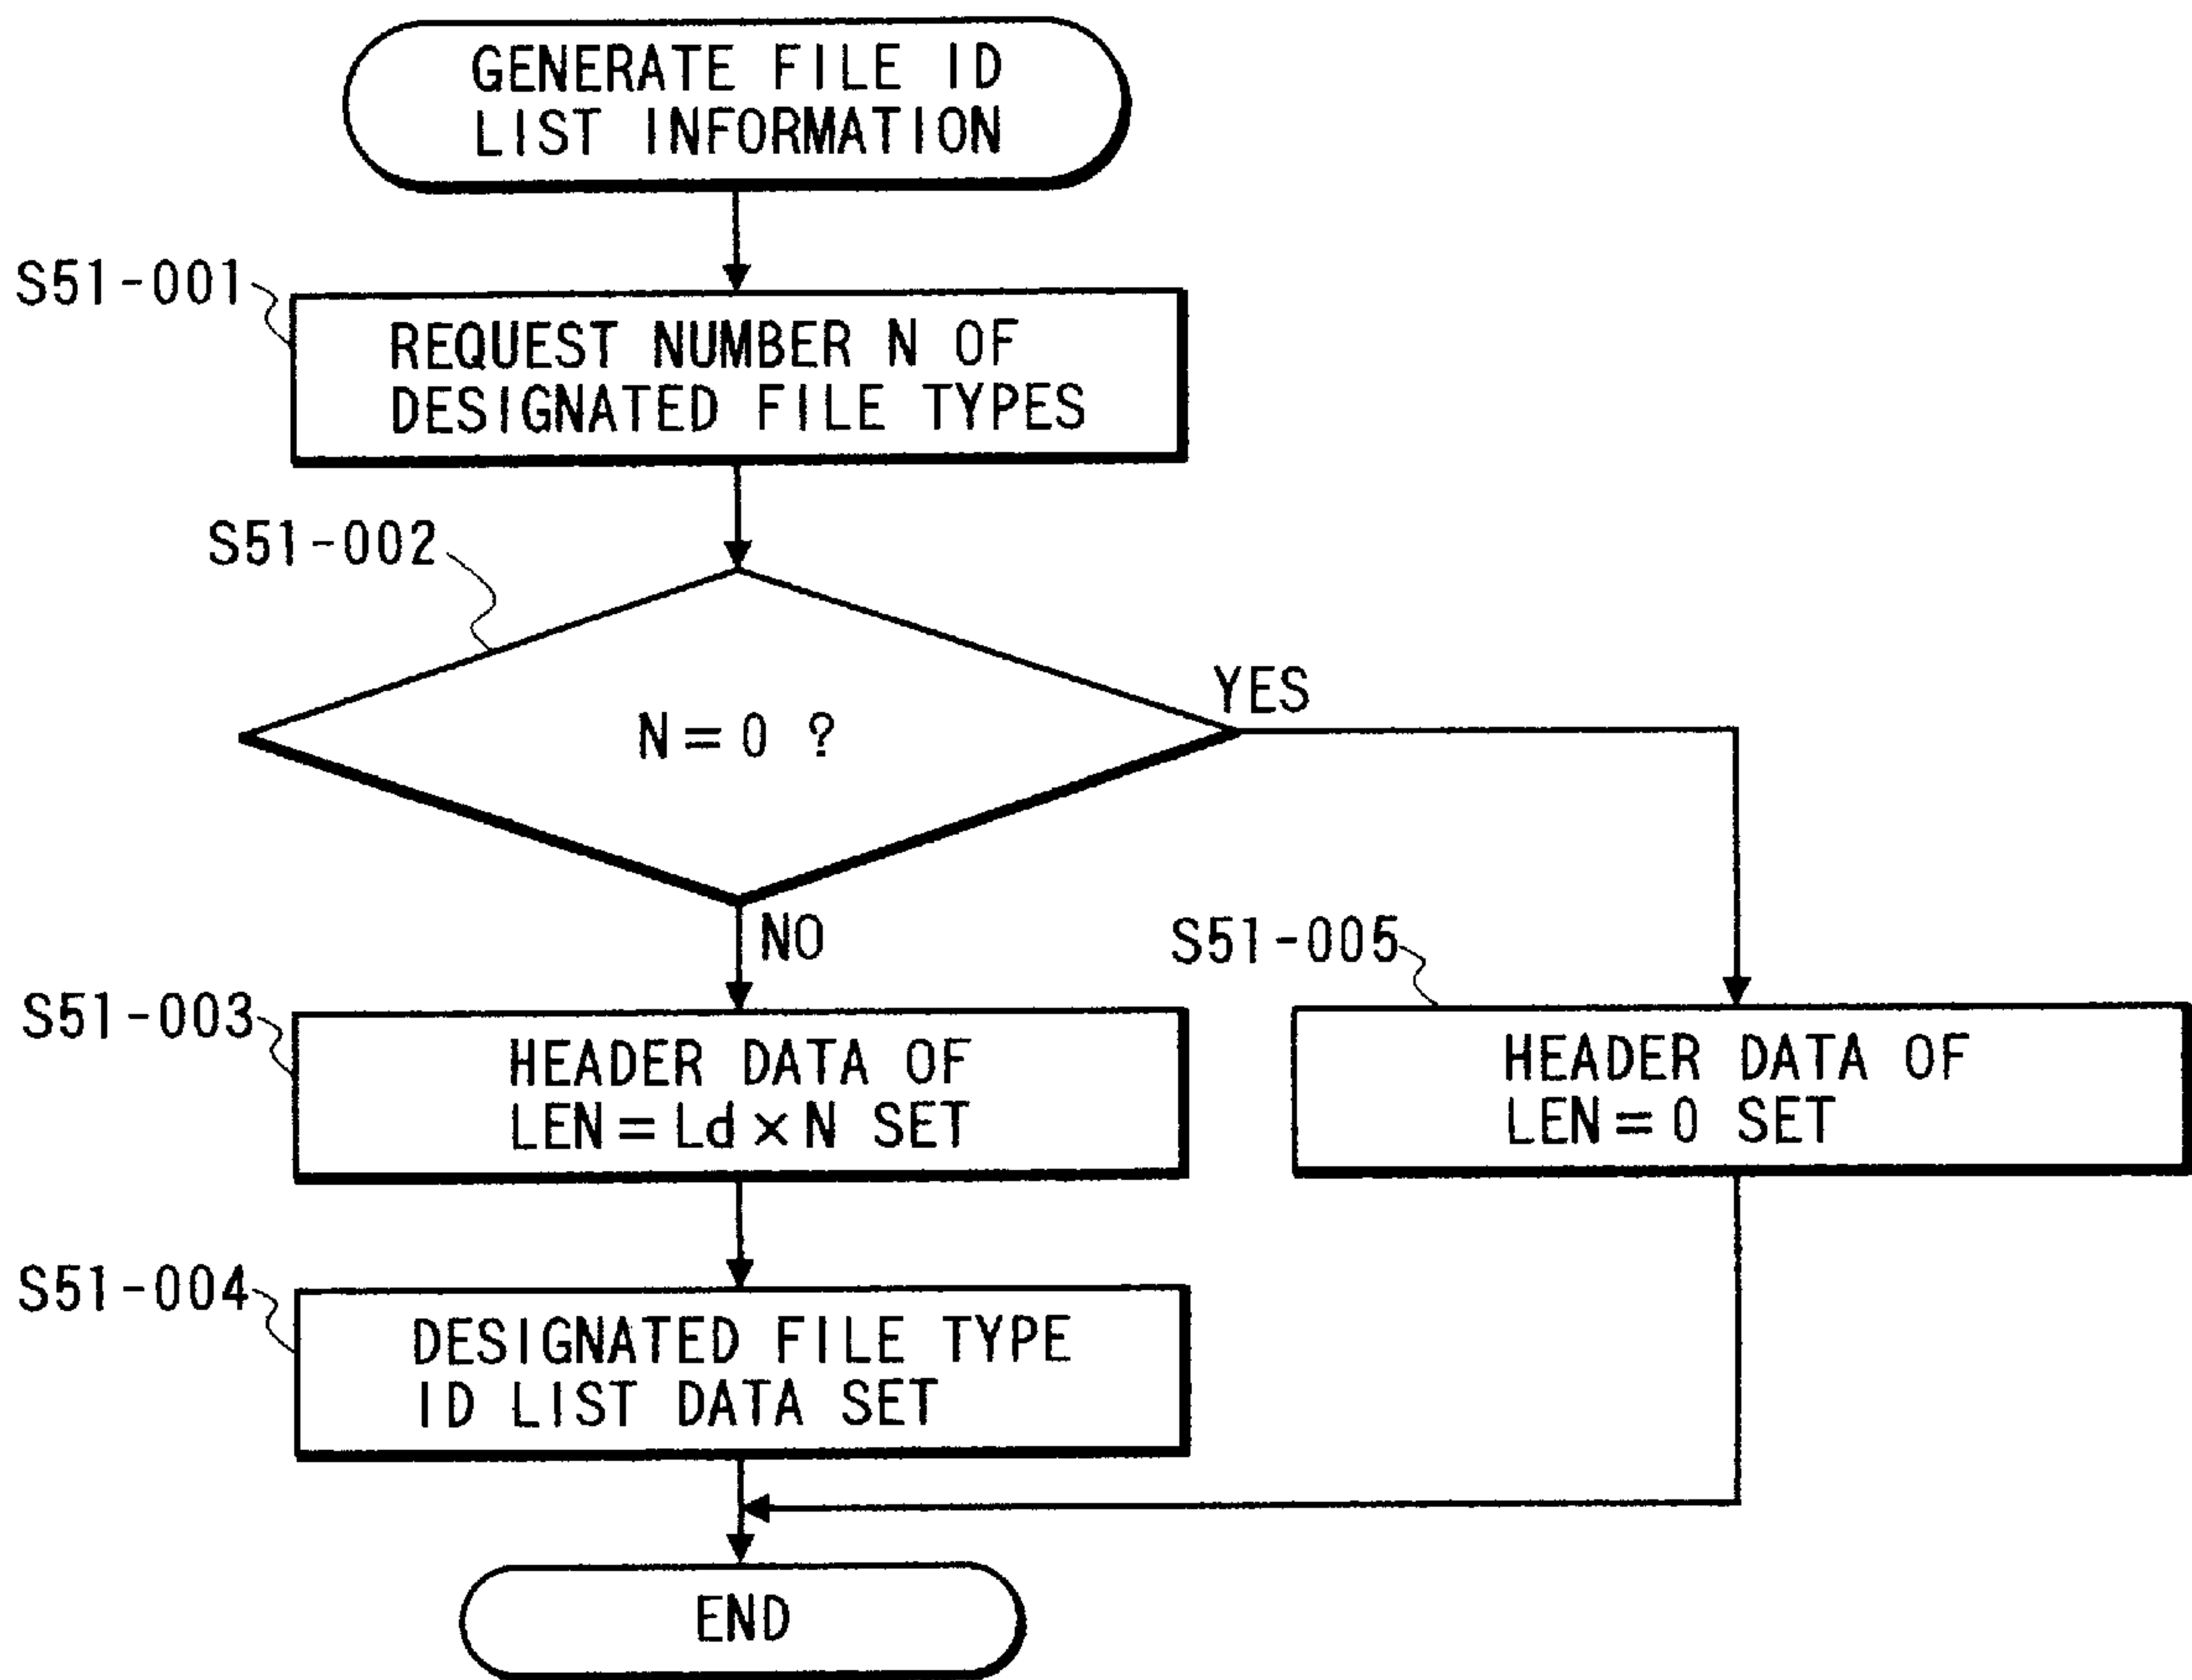 GENERATE FILE ID
LIST INFORMATION
S51-001
REQUEST NUMBER N OF
DESIGNATED FILE TYPES
S51-002
N=0 ?
YES
NO
S51-003
HEADER DATA OF
LEN=Ld×N SET
S51-005
HEADER DATA OF
LEN=0 SET
S51-004
DESIGNATED FILE TYPE
ID LIST DATA SET
END